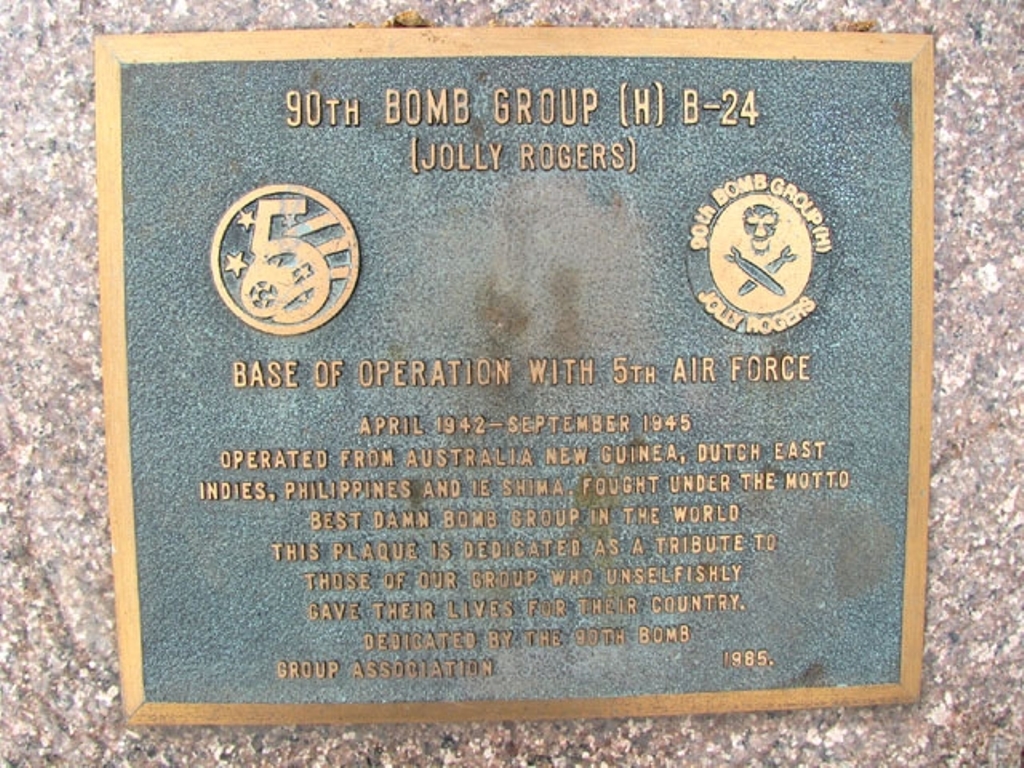 90TH BOMB GROUP (H) B-24
(JOLLY ROGERS)
5
90th BOMB GROUP (H)
JOLLY ROGERS
BASE OF OPERATION WITH 5TH AIR FORCE
APRIL 1942-SEPTEMBER 1945
OPERATED FROM AUSTRALIA NEW GUINEA, DUTCH EAST
INDIES, PHILIPPINES AND IE SHIMA. FOUGHT UNDER THE MOTTO
BEST DAMN BOMB GROUP IN THE WORLD
THIS PLAQUE IS DEDICATED AS A TRIBUTE TO
THOSE OF OUR GROUP WHO UNSELFISHLY
GAVE THEIR LIVES FOR THEIR COUNTRY.
DEDICATED BY THE 90TH BOMB
GROUP ASSOCIATION 1985.